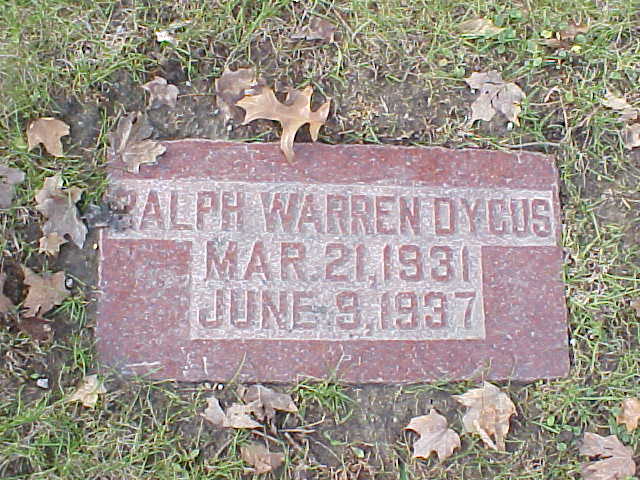 RALPH WARREN DYCUS
MAR. 21, 1931
JUNE 9, 1937